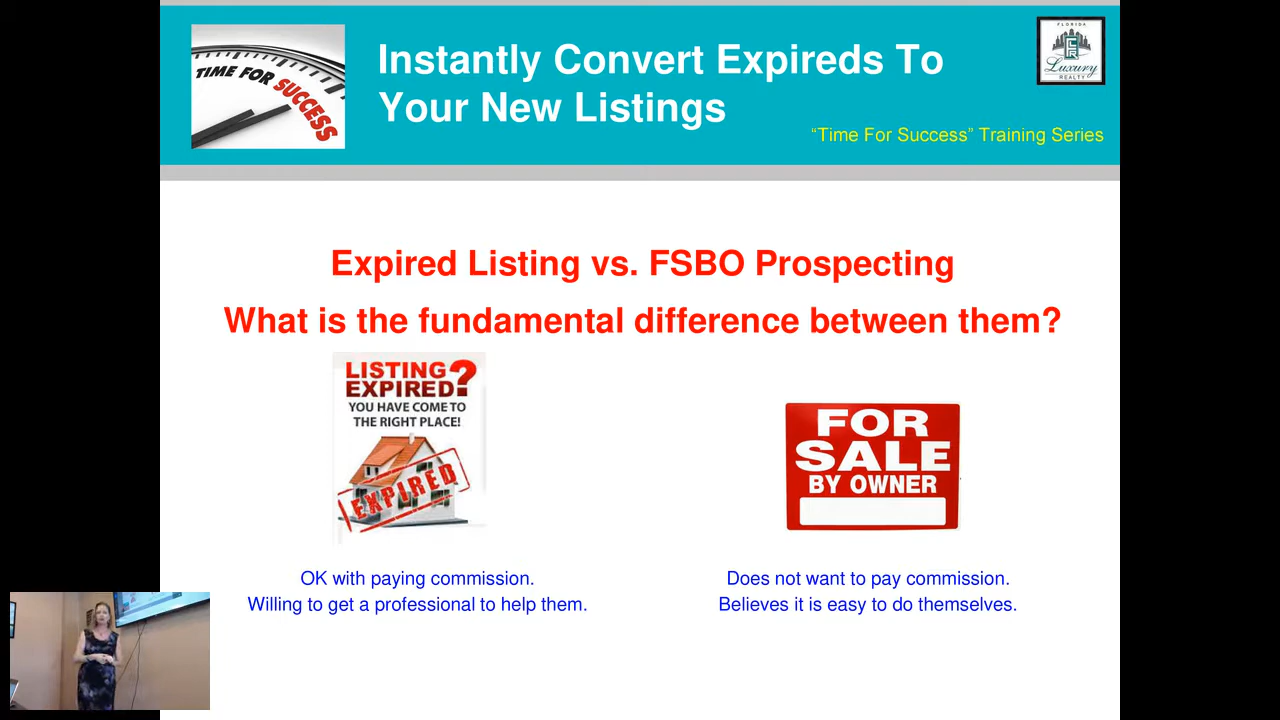 TIME FOR SUCCESS
Instantly Convert Expireds To
Your New Listings
FLORIDA
Luxury
REALTY
“Time For Success” Training Series
Expired Listing vs. FSBO Prospecting
What is the fundamental difference between them?
LISTING
EXPIRED?
YOU HAVE COME TO
THE RIGHT PLACE!
EXPIRED
FOR
SALE
BY OWNER
OK with paying commission.
Willing to get a professional to help them.
Does not want to pay commission.
Believes it is easy to do themselves.